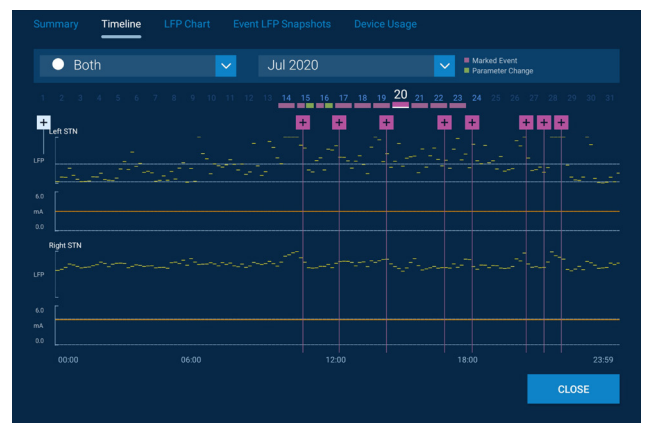 Summary Timeline LFP Chart Event LFP Snapshots Device Usage
Both Jul 2020 Marked Event
Parameter Change
1 2 3 4 5 6 7 8 9 10 11 12 13 14 15 16 17 18 19 20 21 22 23 24 25 26 27 28 29 30 31
Left STN
LFP
6.0
mA
0.0
Right STN
LFP
6.0
mA
0.0
00:00 06:00 12:00 18:00 23:59
CLOSE